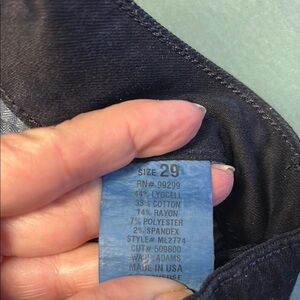 SIZE 29
RN# 99299
44% LYOCELL
33% COTTON
14% RAYON
7% POLYESTER
2% SPANDEX
STYLE# ML2774
CUT# 509800
WASH: ADAMS
MADE IN USA